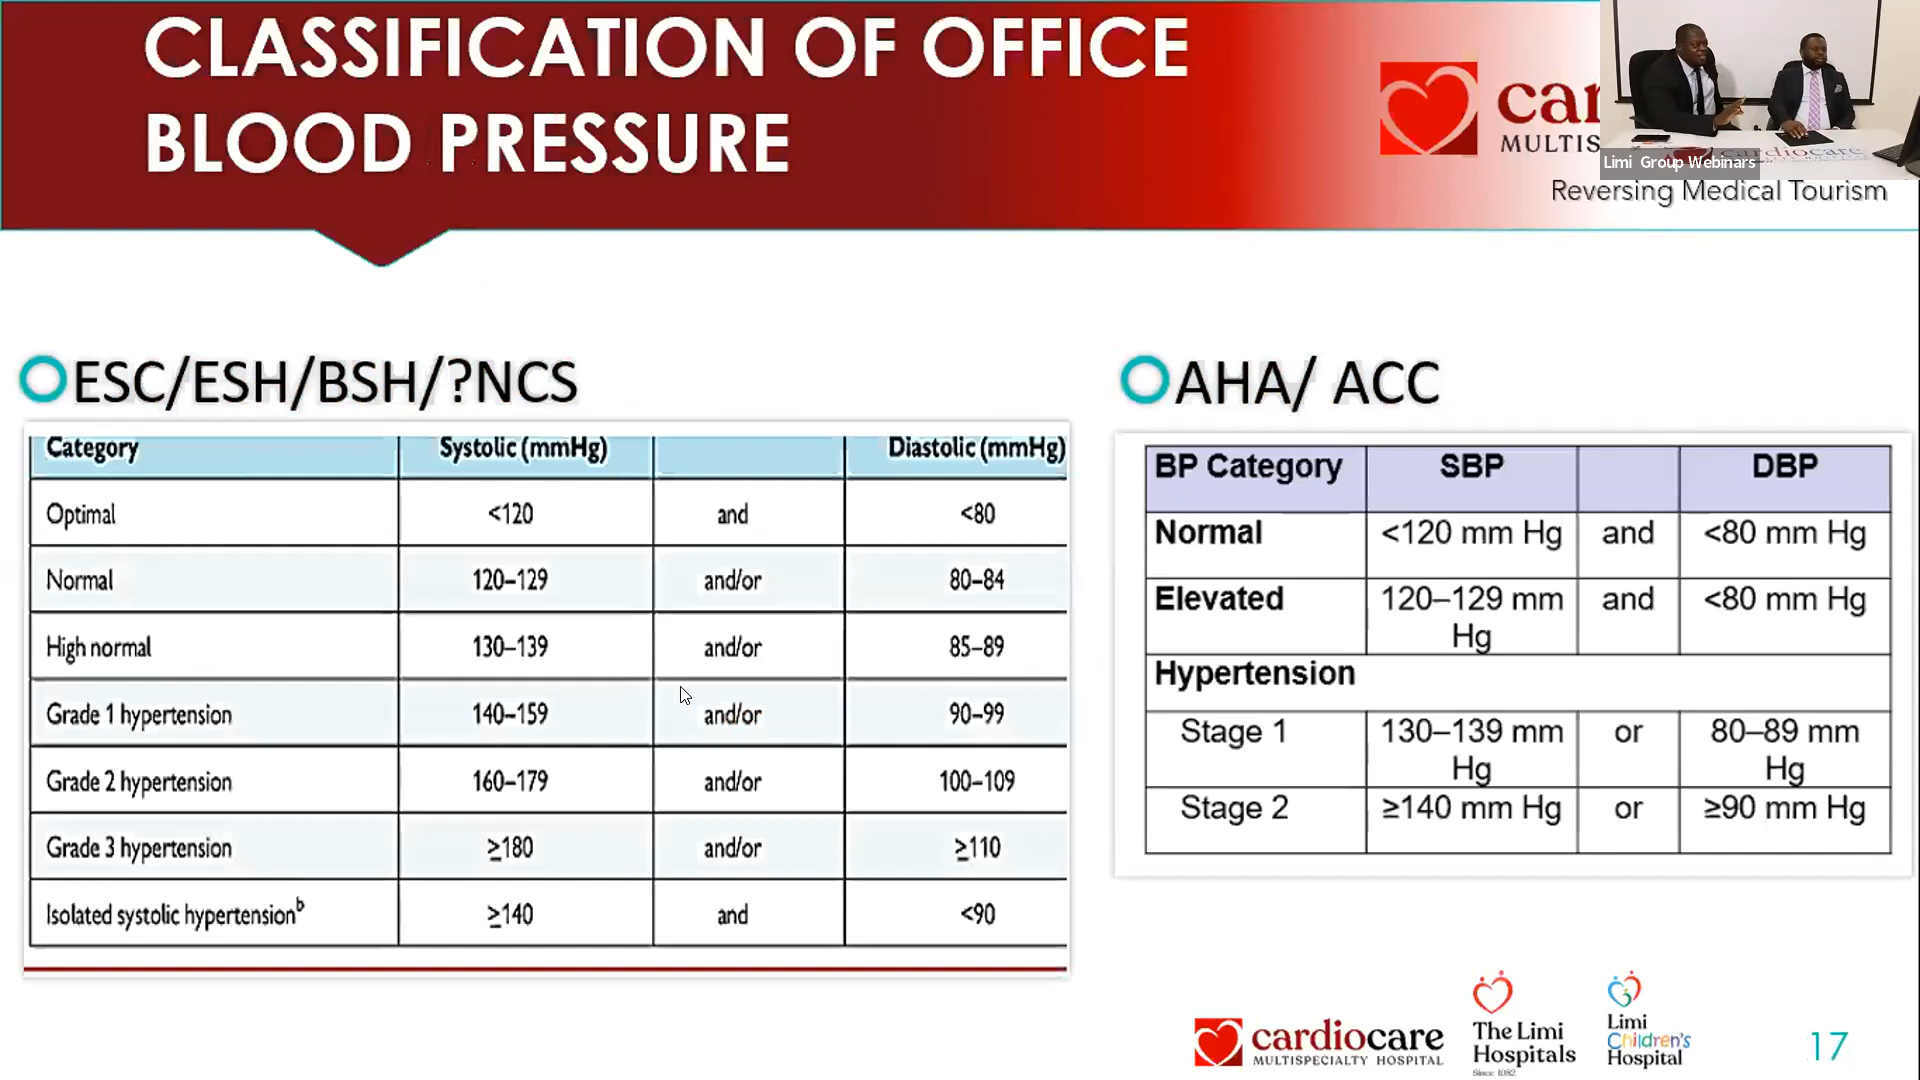 CLASSIFICATION OF OFFICE
BLOOD PRESSURE
MULTIS
cardiocare
Limi Group Webinars
Reversing Medical Tourism
ESC/ESH/BSH/?NCS
Category Systolic (mmHg) Diastolic (mmHg)
Optimal <120 and <80
Normal 120–129 and/or 80–84
High normal 130–139 and/or 85–89
Grade 1 hypertension 140–159 and/or 90–99
Grade 2 hypertension 160–179 and/or 100–109
Grade 3 hypertension ≥180 and/or ≥110
Isolated systolic hypertensionᵇ ≥140 and <90
AHA/ ACC
BP Category SBP DBP
Normal <120 mm Hg and <80 mm Hg
Elevated 120–129 mm Hg and <80 mm Hg
Hypertension
Stage 1 130–139 mm Hg or 80–89 mm Hg
Stage 2 ≥140 mm Hg or ≥90 mm Hg
cardiocare
MULTISPECIALTY HOSPITAL
The Limi
Hospitals
Since 1982
Limi
Children's
Hospital
17